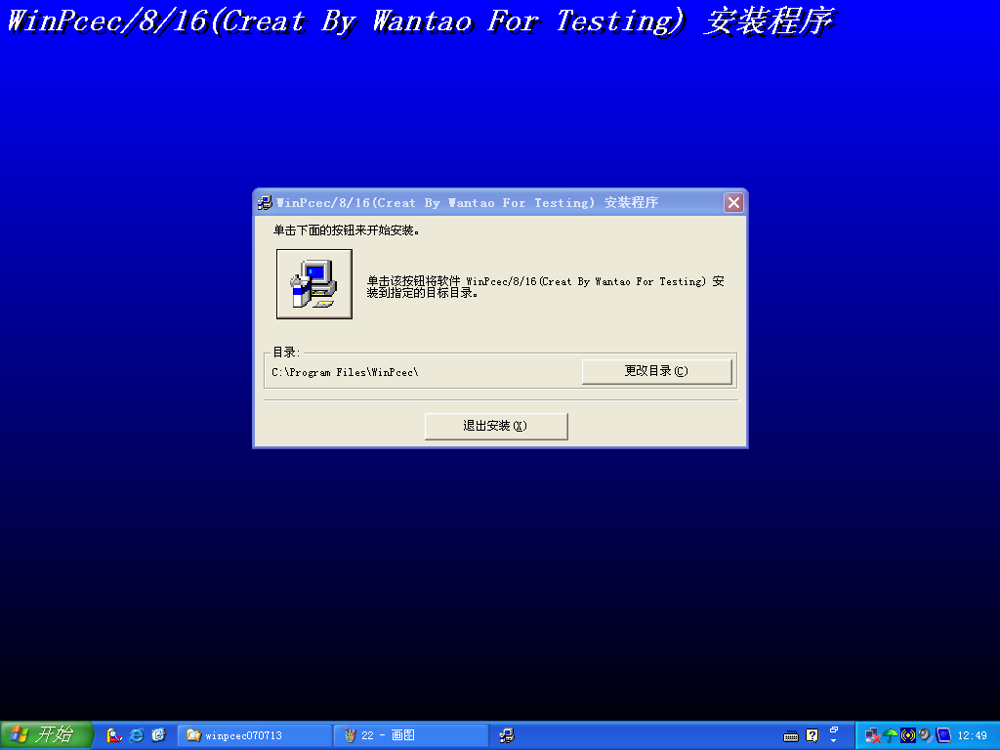 WinPcec/8/16(Creat By Wantao For Testing) 安装程序
WinPcec/8/16(Creat By Wantao For Testing) 安装程序
单击下面的按钮来开始安装。
单击该按钮将软件 WinPcec/8/16(Creat By Wantao For Testing) 安
装到指定的目标目录。
目录:
C:\Program Files\WinPcec\
更改目录(C)
退出安装(X)
开始
winpcec070713
22 - 画图
12:49